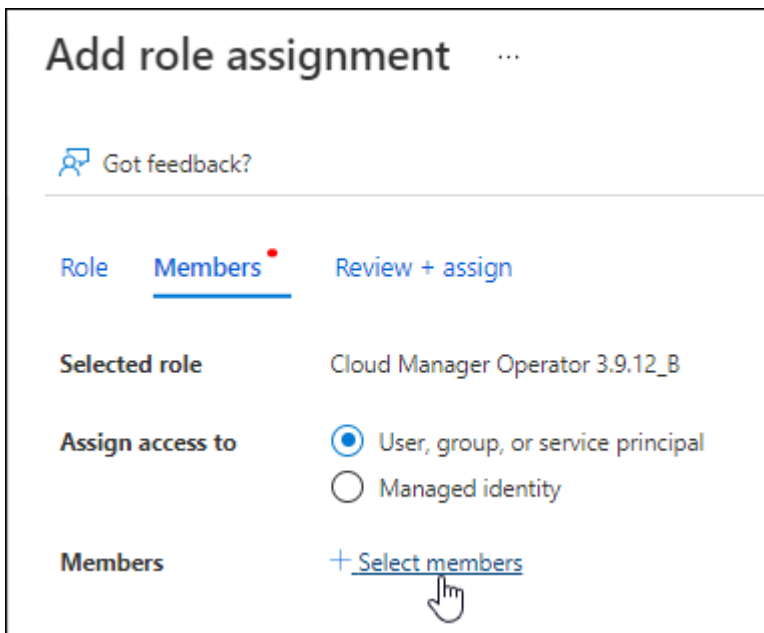 Add role assignment ...
Got feedback?
Role Members Review + assign
Selected role Cloud Manager Operator 3.9.12_B
Assign access to User, group, or service principal
Managed identity
Members + Select members